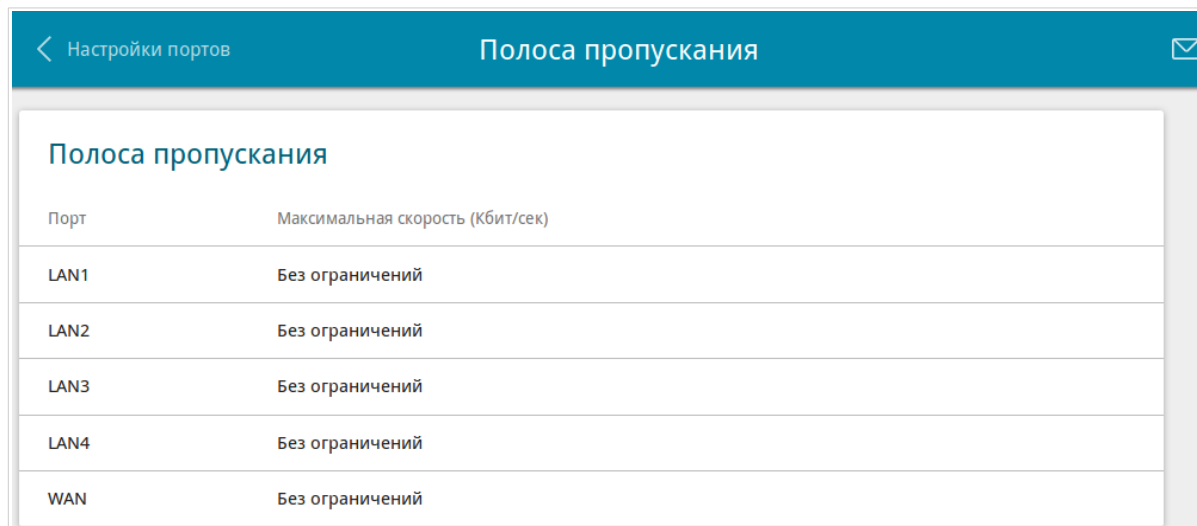 Настройки портов
Полоса пропускания
Полоса пропускания
Порт Максимальная скорость (Кбит/сек)
LAN1 Без ограничений
LAN2 Без ограничений
LAN3 Без ограничений
LAN4 Без ограничений
WAN Без ограничений